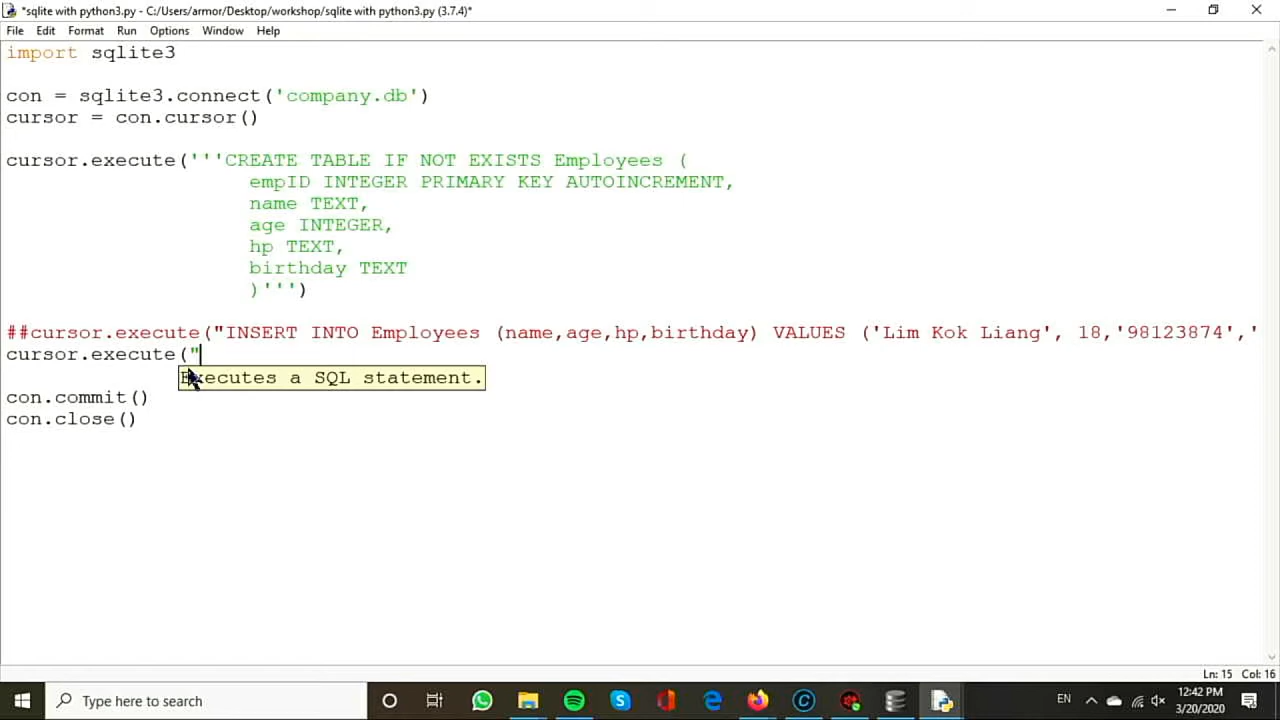 *sqlite with python3.py - C:/Users/armor/Desktop/workshop/sqlite with python3.py (3.7.4)*
File Edit Format Run Options Window Help
import sqlite3
con = sqlite3.connect('company.db')
cursor = con.cursor()
cursor.execute('''CREATE TABLE IF NOT EXISTS Employees (
empID INTEGER PRIMARY KEY AUTOINCREMENT,
name TEXT,
age INTEGER,
hp TEXT,
birthday TEXT
)''')
##cursor.execute("INSERT INTO Employees (name,age,hp,birthday) VALUES ('Lim Kok Liang', 18,'98123874','
cursor.execute("
Executes a SQL statement.
con.commit()
con.close()
Ln: 15 Col: 16
Type here to search
EN
12:42 PM
3/20/2020